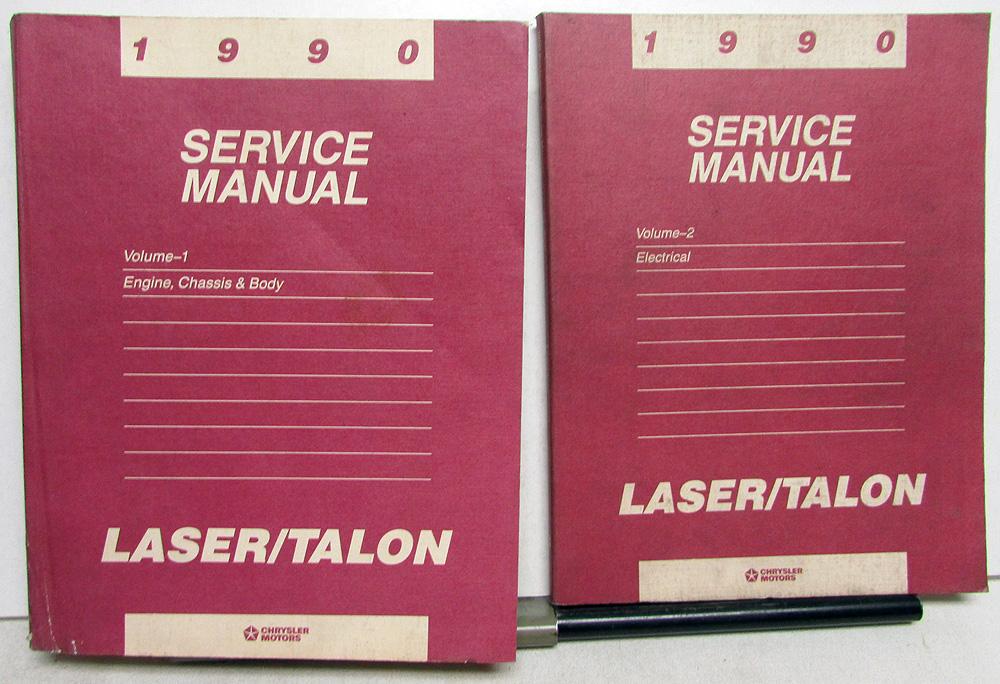 1 9 9 0
SERVICE
MANUAL
Volume–1
Engine, Chassis & Body
LASER/TALON
CHRYSLER
MOTORS
1 9 9 0
SERVICE
MANUAL
Volume–2
Electrical
LASER/TALON
CHRYSLER
MOTORS